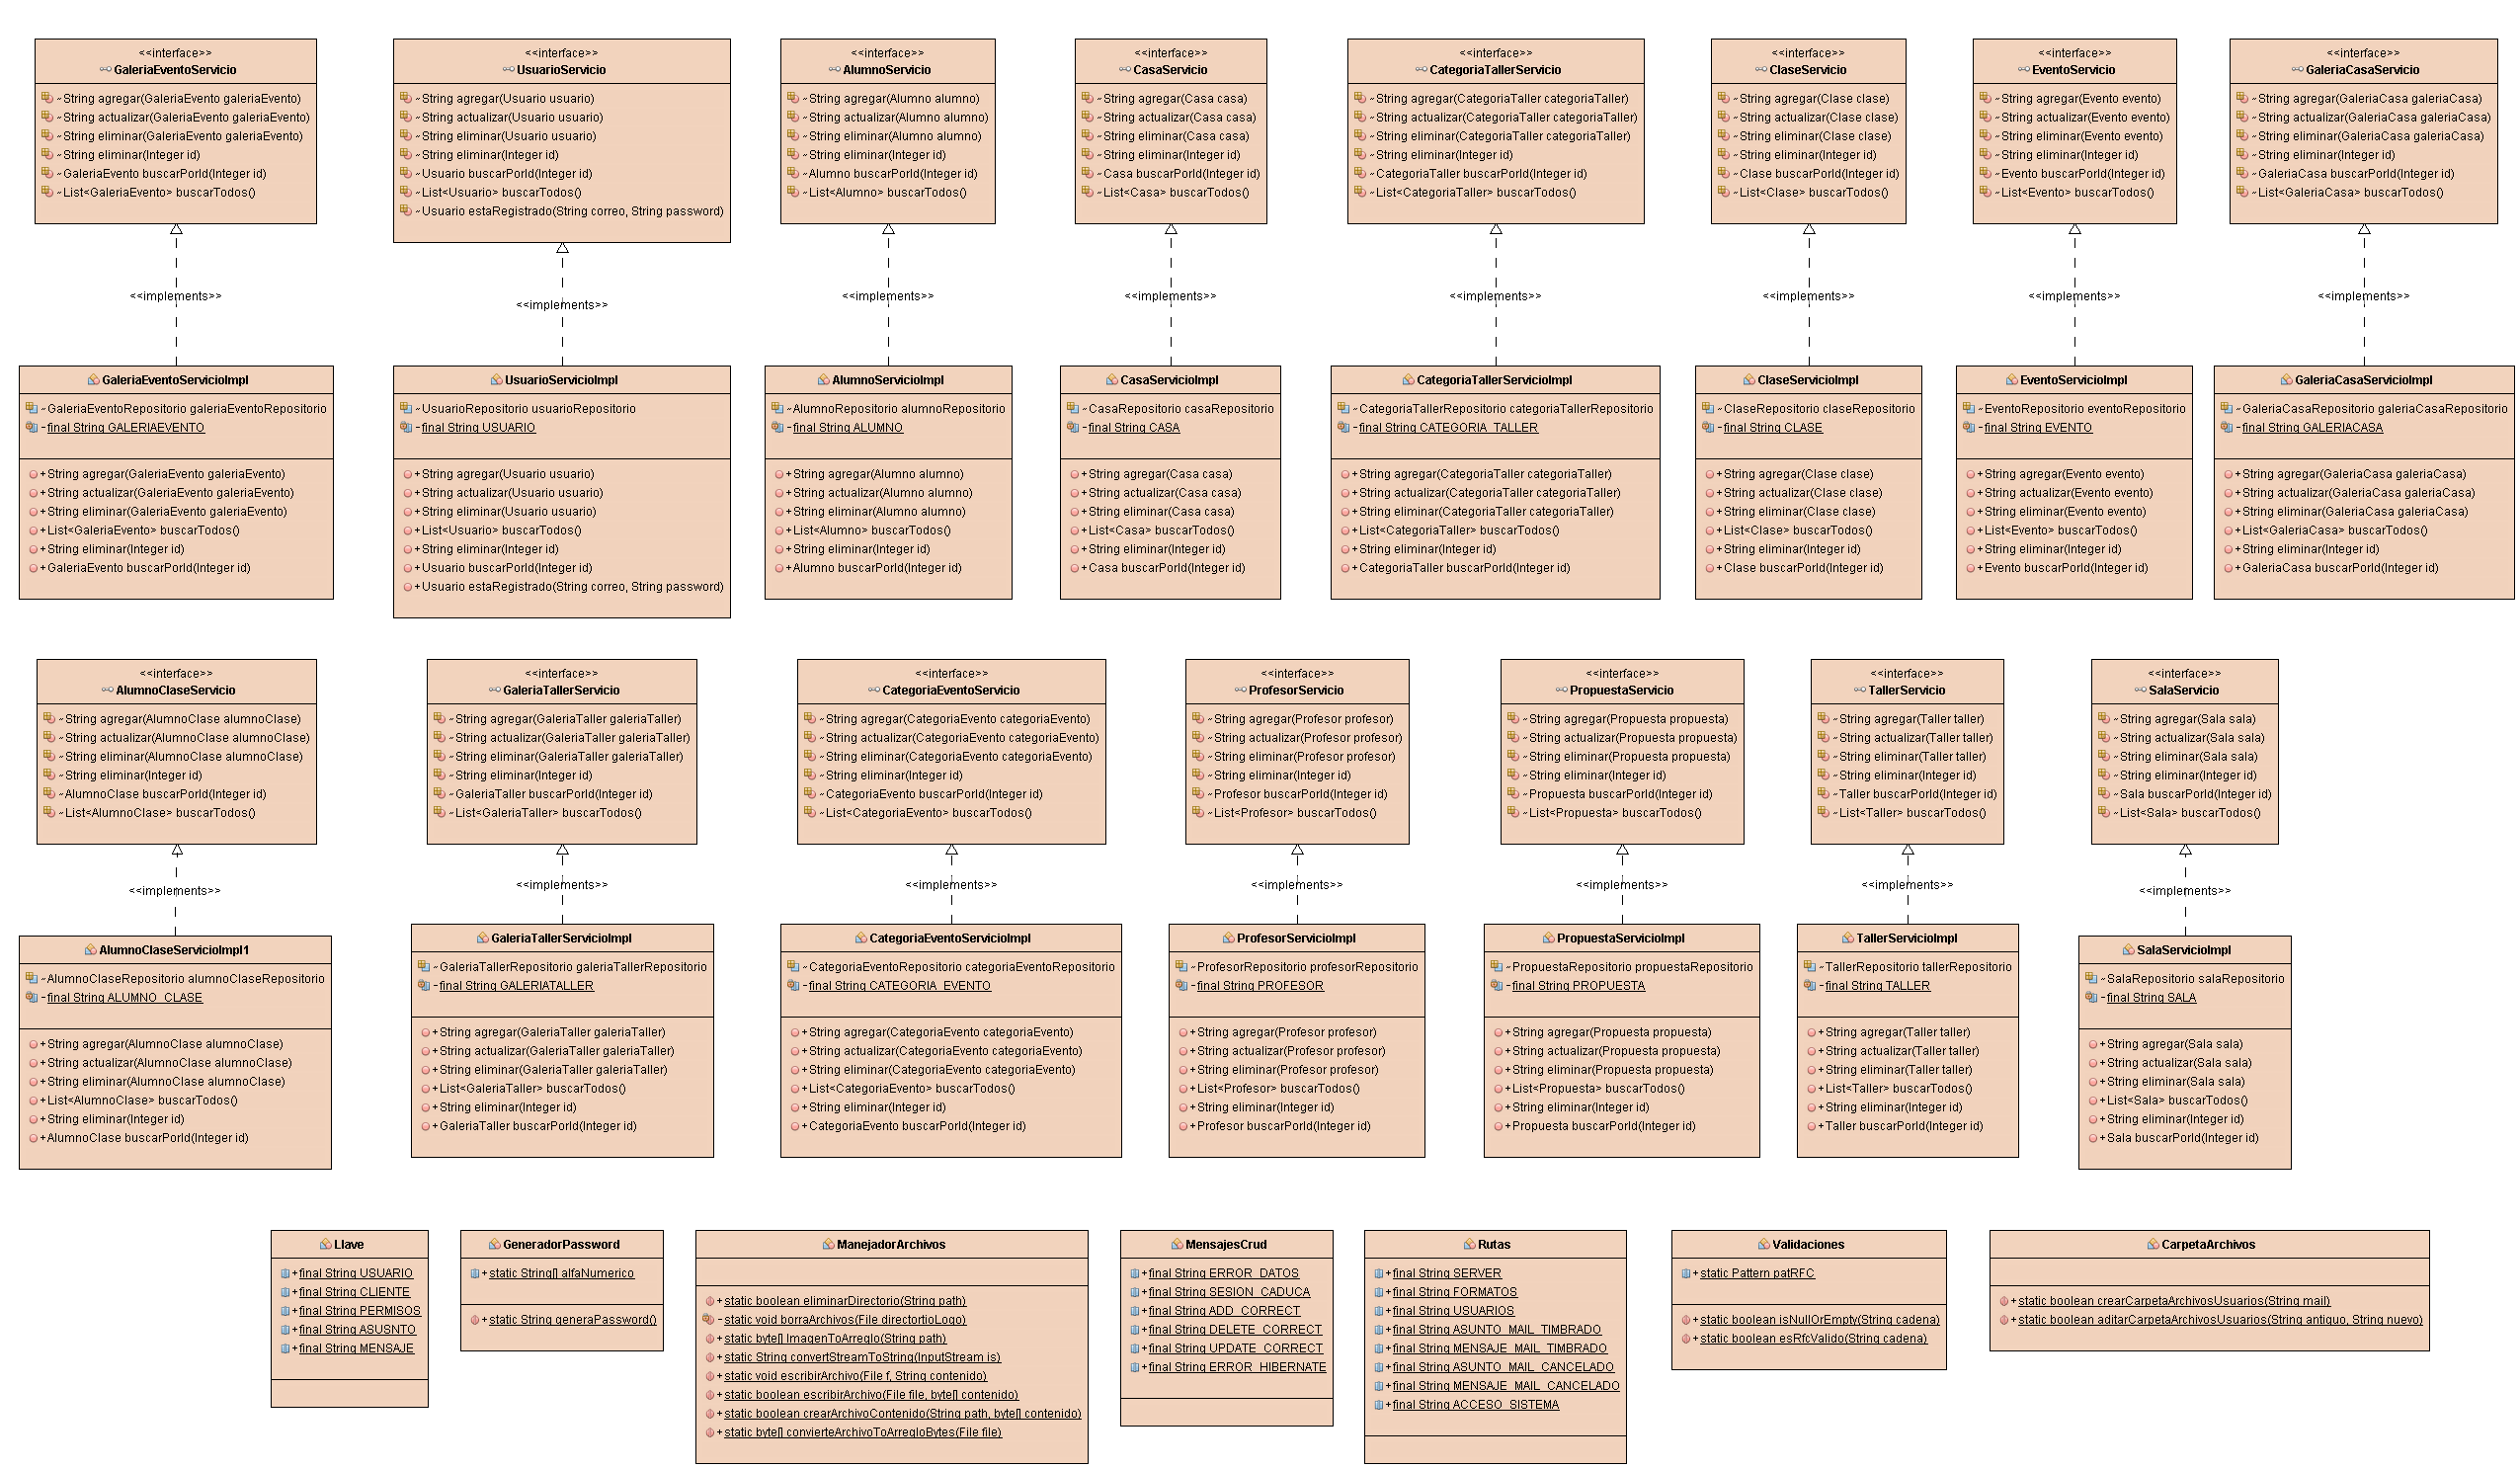 <<interface>>
GaleriaEventoServicio
~String agregar(GaleriaEvento galeriaEvento)
~String actualizar(GaleriaEvento galeriaEvento)
~String eliminar(GaleriaEvento galeriaEvento)
~String eliminar(Integer id)
~GaleriaEvento buscarPorId(Integer id)
~List<GaleriaEvento> buscarTodos()
<<interface>>
UsuarioServicio
~String agregar(Usuario usuario)
~String actualizar(Usuario usuario)
~String eliminar(Usuario usuario)
~String eliminar(Integer id)
~Usuario buscarPorId(Integer id)
~List<Usuario> buscarTodos()
~Usuario estaRegistrado(String correo, String password)
<<interface>>
AlumnoServicio
~String agregar(Alumno alumno)
~String actualizar(Alumno alumno)
~String eliminar(Alumno alumno)
~String eliminar(Integer id)
~Alumno buscarPorId(Integer id)
~List<Alumno> buscarTodos()
<<interface>>
CasaServicio
~String agregar(Casa casa)
~String actualizar(Casa casa)
~String eliminar(Casa casa)
~String eliminar(Integer id)
~Casa buscarPorId(Integer id)
~List<Casa> buscarTodos()
<<interface>>
CategoriaTallerServicio
~String agregar(CategoriaTaller categoriaTaller)
~String actualizar(CategoriaTaller categoriaTaller)
~String eliminar(CategoriaTaller categoriaTaller)
~String eliminar(Integer id)
~CategoriaTaller buscarPorId(Integer id)
~List<CategoriaTaller> buscarTodos()
<<interface>>
ClaseServicio
~String agregar(Clase clase)
~String actualizar(Clase clase)
~String eliminar(Clase clase)
~String eliminar(Integer id)
~Clase buscarPorId(Integer id)
~List<Clase> buscarTodos()
<<interface>>
EventoServicio
~String agregar(Evento evento)
~String actualizar(Evento evento)
~String eliminar(Evento evento)
~String eliminar(Integer id)
~Evento buscarPorId(Integer id)
~List<Evento> buscarTodos()
<<interface>>
GaleriaCasaServicio
~String agregar(GaleriaCasa galeriaCasa)
~String actualizar(GaleriaCasa galeriaCasa)
~String eliminar(GaleriaCasa galeriaCasa)
~String eliminar(Integer id)
~GaleriaCasa buscarPorId(Integer id)
~List<GaleriaCasa> buscarTodos()
<<implements>>
<<implements>>
<<implements>>
<<implements>>
<<implements>>
<<implements>>
<<implements>>
<<implements>>
GaleriaEventoServicioImpl
~GaleriaEventoRepositorio galeriaEventoRepositorio
-final String GALERIAEVENTO
+String agregar(GaleriaEvento galeriaEvento)
+String actualizar(GaleriaEvento galeriaEvento)
+String eliminar(GaleriaEvento galeriaEvento)
+List<GaleriaEvento> buscarTodos()
+String eliminar(Integer id)
+GaleriaEvento buscarPorId(Integer id)
UsuarioServicioImpl
~UsuarioRepositorio usuarioRepositorio
-final String USUARIO
+String agregar(Usuario usuario)
+String actualizar(Usuario usuario)
+String eliminar(Usuario usuario)
+List<Usuario> buscarTodos()
+String eliminar(Integer id)
+Usuario buscarPorId(Integer id)
+Usuario estaRegistrado(String correo, String password)
AlumnoServicioImpl
~AlumnoRepositorio alumnoRepositorio
-final String ALUMNO
+String agregar(Alumno alumno)
+String actualizar(Alumno alumno)
+String eliminar(Alumno alumno)
+List<Alumno> buscarTodos()
+String eliminar(Integer id)
+Alumno buscarPorId(Integer id)
CasaServicioImpl
~CasaRepositorio casaRepositorio
-final String CASA
+String agregar(Casa casa)
+String actualizar(Casa casa)
+String eliminar(Casa casa)
+List<Casa> buscarTodos()
+String eliminar(Integer id)
+Casa buscarPorId(Integer id)
CategoriaTallerServicioImpl
~CategoriaTallerRepositorio categoriaTallerRepositorio
-final String CATEGORIA_TALLER
+String agregar(CategoriaTaller categoriaTaller)
+String actualizar(CategoriaTaller categoriaTaller)
+String eliminar(CategoriaTaller categoriaTaller)
+List<CategoriaTaller> buscarTodos()
+String eliminar(Integer id)
+CategoriaTaller buscarPorId(Integer id)
ClaseServicioImpl
~ClaseRepositorio claseRepositorio
-final String CLASE
+String agregar(Clase clase)
+String actualizar(Clase clase)
+String eliminar(Clase clase)
+List<Clase> buscarTodos()
+String eliminar(Integer id)
+Clase buscarPorId(Integer id)
EventoServicioImpl
~EventoRepositorio eventoRepositorio
-final String EVENTO
+String agregar(Evento evento)
+String actualizar(Evento evento)
+String eliminar(Evento evento)
+List<Evento> buscarTodos()
+String eliminar(Integer id)
+Evento buscarPorId(Integer id)
GaleriaCasaServicioImpl
~GaleriaCasaRepositorio galeriaCasaRepositorio
-final String GALERIACASA
+String agregar(GaleriaCasa galeriaCasa)
+String actualizar(GaleriaCasa galeriaCasa)
+String eliminar(GaleriaCasa galeriaCasa)
+List<GaleriaCasa> buscarTodos()
+String eliminar(Integer id)
+GaleriaCasa buscarPorId(Integer id)
<<interface>>
AlumnoClaseServicio
~String agregar(AlumnoClase alumnoClase)
~String actualizar(AlumnoClase alumnoClase)
~String eliminar(AlumnoClase alumnoClase)
~String eliminar(Integer id)
~AlumnoClase buscarPorId(Integer id)
~List<AlumnoClase> buscarTodos()
<<interface>>
GaleriaTallerServicio
~String agregar(GaleriaTaller galeriaTaller)
~String actualizar(GaleriaTaller galeriaTaller)
~String eliminar(GaleriaTaller galeriaTaller)
~String eliminar(Integer id)
~GaleriaTaller buscarPorId(Integer id)
~List<GaleriaTaller> buscarTodos()
<<interface>>
CategoriaEventoServicio
~String agregar(CategoriaEvento categoriaEvento)
~String actualizar(CategoriaEvento categoriaEvento)
~String eliminar(CategoriaEvento categoriaEvento)
~String eliminar(Integer id)
~CategoriaEvento buscarPorId(Integer id)
~List<CategoriaEvento> buscarTodos()
<<interface>>
ProfesorServicio
~String agregar(Profesor profesor)
~String actualizar(Profesor profesor)
~String eliminar(Profesor profesor)
~String eliminar(Integer id)
~Profesor buscarPorId(Integer id)
~List<Profesor> buscarTodos()
<<interface>>
PropuestaServicio
~String agregar(Propuesta propuesta)
~String actualizar(Propuesta propuesta)
~String eliminar(Propuesta propuesta)
~String eliminar(Integer id)
~Propuesta buscarPorId(Integer id)
~List<Propuesta> buscarTodos()
<<interface>>
TallerServicio
~String agregar(Taller taller)
~String actualizar(Taller taller)
~String eliminar(Taller taller)
~String eliminar(Integer id)
~Taller buscarPorId(Integer id)
~List<Taller> buscarTodos()
<<interface>>
SalaServicio
~String agregar(Sala sala)
~String actualizar(Sala sala)
~String eliminar(Sala sala)
~String eliminar(Integer id)
~Sala buscarPorId(Integer id)
~List<Sala> buscarTodos()
<<implements>>
<<implements>>
<<implements>>
<<implements>>
<<implements>>
<<implements>>
<<implements>>
AlumnoClaseServicioImpl1
~AlumnoClaseRepositorio alumnoClaseRepositorio
-final String ALUMNO_CLASE
+String agregar(AlumnoClase alumnoClase)
+String actualizar(AlumnoClase alumnoClase)
+String eliminar(AlumnoClase alumnoClase)
+List<AlumnoClase> buscarTodos()
+String eliminar(Integer id)
+AlumnoClase buscarPorId(Integer id)
GaleriaTallerServicioImpl
~GaleriaTallerRepositorio galeriaTallerRepositorio
-final String GALERIATALLER
+String agregar(GaleriaTaller galeriaTaller)
+String actualizar(GaleriaTaller galeriaTaller)
+String eliminar(GaleriaTaller galeriaTaller)
+List<GaleriaTaller> buscarTodos()
+String eliminar(Integer id)
+GaleriaTaller buscarPorId(Integer id)
CategoriaEventoServicioImpl
~CategoriaEventoRepositorio categoriaEventoRepositorio
-final String CATEGORIA_EVENTO
+String agregar(CategoriaEvento categoriaEvento)
+String actualizar(CategoriaEvento categoriaEvento)
+String eliminar(CategoriaEvento categoriaEvento)
+List<CategoriaEvento> buscarTodos()
+String eliminar(Integer id)
+CategoriaEvento buscarPorId(Integer id)
ProfesorServicioImpl
~ProfesorRepositorio profesorRepositorio
-final String PROFESOR
+String agregar(Profesor profesor)
+String actualizar(Profesor profesor)
+String eliminar(Profesor profesor)
+List<Profesor> buscarTodos()
+String eliminar(Integer id)
+Profesor buscarPorId(Integer id)
PropuestaServicioImpl
~PropuestaRepositorio propuestaRepositorio
-final String PROPUESTA
+String agregar(Propuesta propuesta)
+String actualizar(Propuesta propuesta)
+String eliminar(Propuesta propuesta)
+List<Propuesta> buscarTodos()
+String eliminar(Integer id)
+Propuesta buscarPorId(Integer id)
TallerServicioImpl
~TallerRepositorio tallerRepositorio
-final String TALLER
+String agregar(Taller taller)
+String actualizar(Taller taller)
+String eliminar(Taller taller)
+List<Taller> buscarTodos()
+String eliminar(Integer id)
+Taller buscarPorId(Integer id)
SalaServicioImpl
~SalaRepositorio salaRepositorio
-final String SALA
+String agregar(Sala sala)
+String actualizar(Sala sala)
+String eliminar(Sala sala)
+List<Sala> buscarTodos()
+String eliminar(Integer id)
+Sala buscarPorId(Integer id)
Llave
+final String USUARIO
+final String CLIENTE
+final String PERMISOS
+final String ASUSNTO
+final String MENSAJE
GeneradorPassword
+static String[] alfaNumerico
+static String generaPassword()
ManejadorArchivos
+static boolean eliminarDirectorio(String path)
-static void borraArchivos(File directortioLogo)
+static byte[] ImagenToArreglo(String path)
+static String convertStreamToString(InputStream is)
+static void escribirArchivo(File f, String contenido)
+static boolean escribirArchivo(File file, byte[] contenido)
+static boolean crearArchivoContenido(String path, byte[] contenido)
+static byte[] convierteArchivoToArregloBytes(File file)
MensajesCrud
+final String ERROR_DATOS
+final String SESION_CADUCA
+final String ADD_CORRECT
+final String DELETE_CORRECT
+final String UPDATE_CORRECT
+final String ERROR_HIBERNATE
Rutas
+final String SERVER
+final String FORMATOS
+final String USUARIOS
+final String ASUNTO_MAIL_TIMBRADO
+final String MENSAJE_MAIL_TIMBRADO
+final String ASUNTO_MAIL_CANCELADO
+final String MENSAJE_MAIL_CANCELADO
+final String ACCESO_SISTEMA
Validaciones
+static Pattern patRFC
+static boolean isNullOrEmpty(String cadena)
+static boolean esRfcValido(String cadena)
CarpetaArchivos
+static boolean crearCarpetaArchivosUsuarios(String mail)
+static boolean aditarCarpetaArchivosUsuarios(String antiguo, String nuevo)